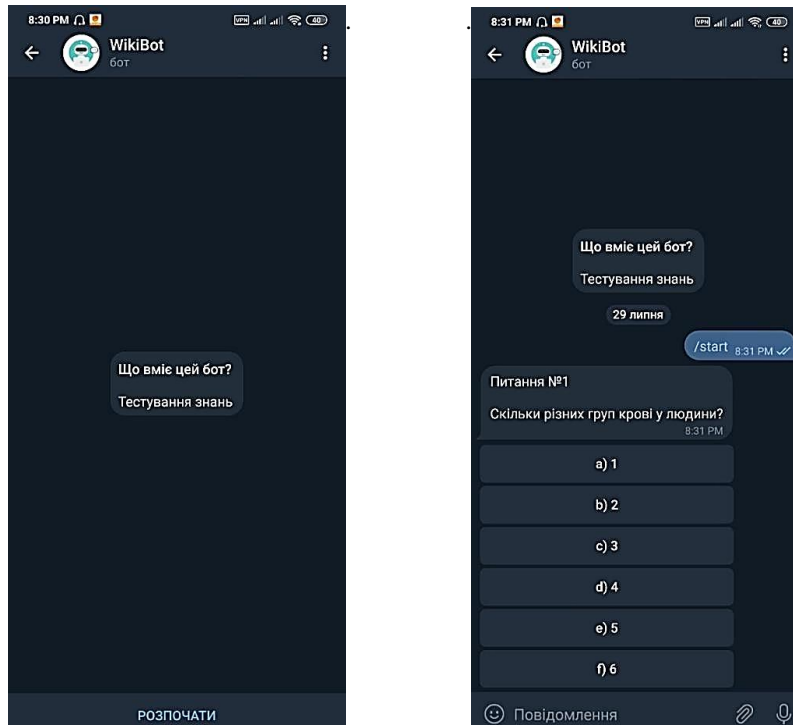 8:30 PM
VPN
40
WikiBot
бот
Що вміє цей бот?
Тестування знань
РОЗПОЧАТИ
8:31 PM
VPN
40
WikiBot
бот
Що вміє цей бот?
Тестування знань
29 липня
/start 8:31 PM
Питання №1
Скільки різних груп крові у людини?
8:31 PM
a) 1
b) 2
c) 3
d) 4
e) 5
f) 6
Повідомлення